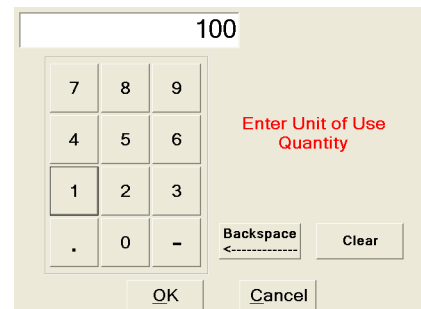 100
7 8 9
4 5 6
Enter Unit of Use
Quantity
1 2 3
. 0 -
Backspace
<-------------
Clear
OK Cancel